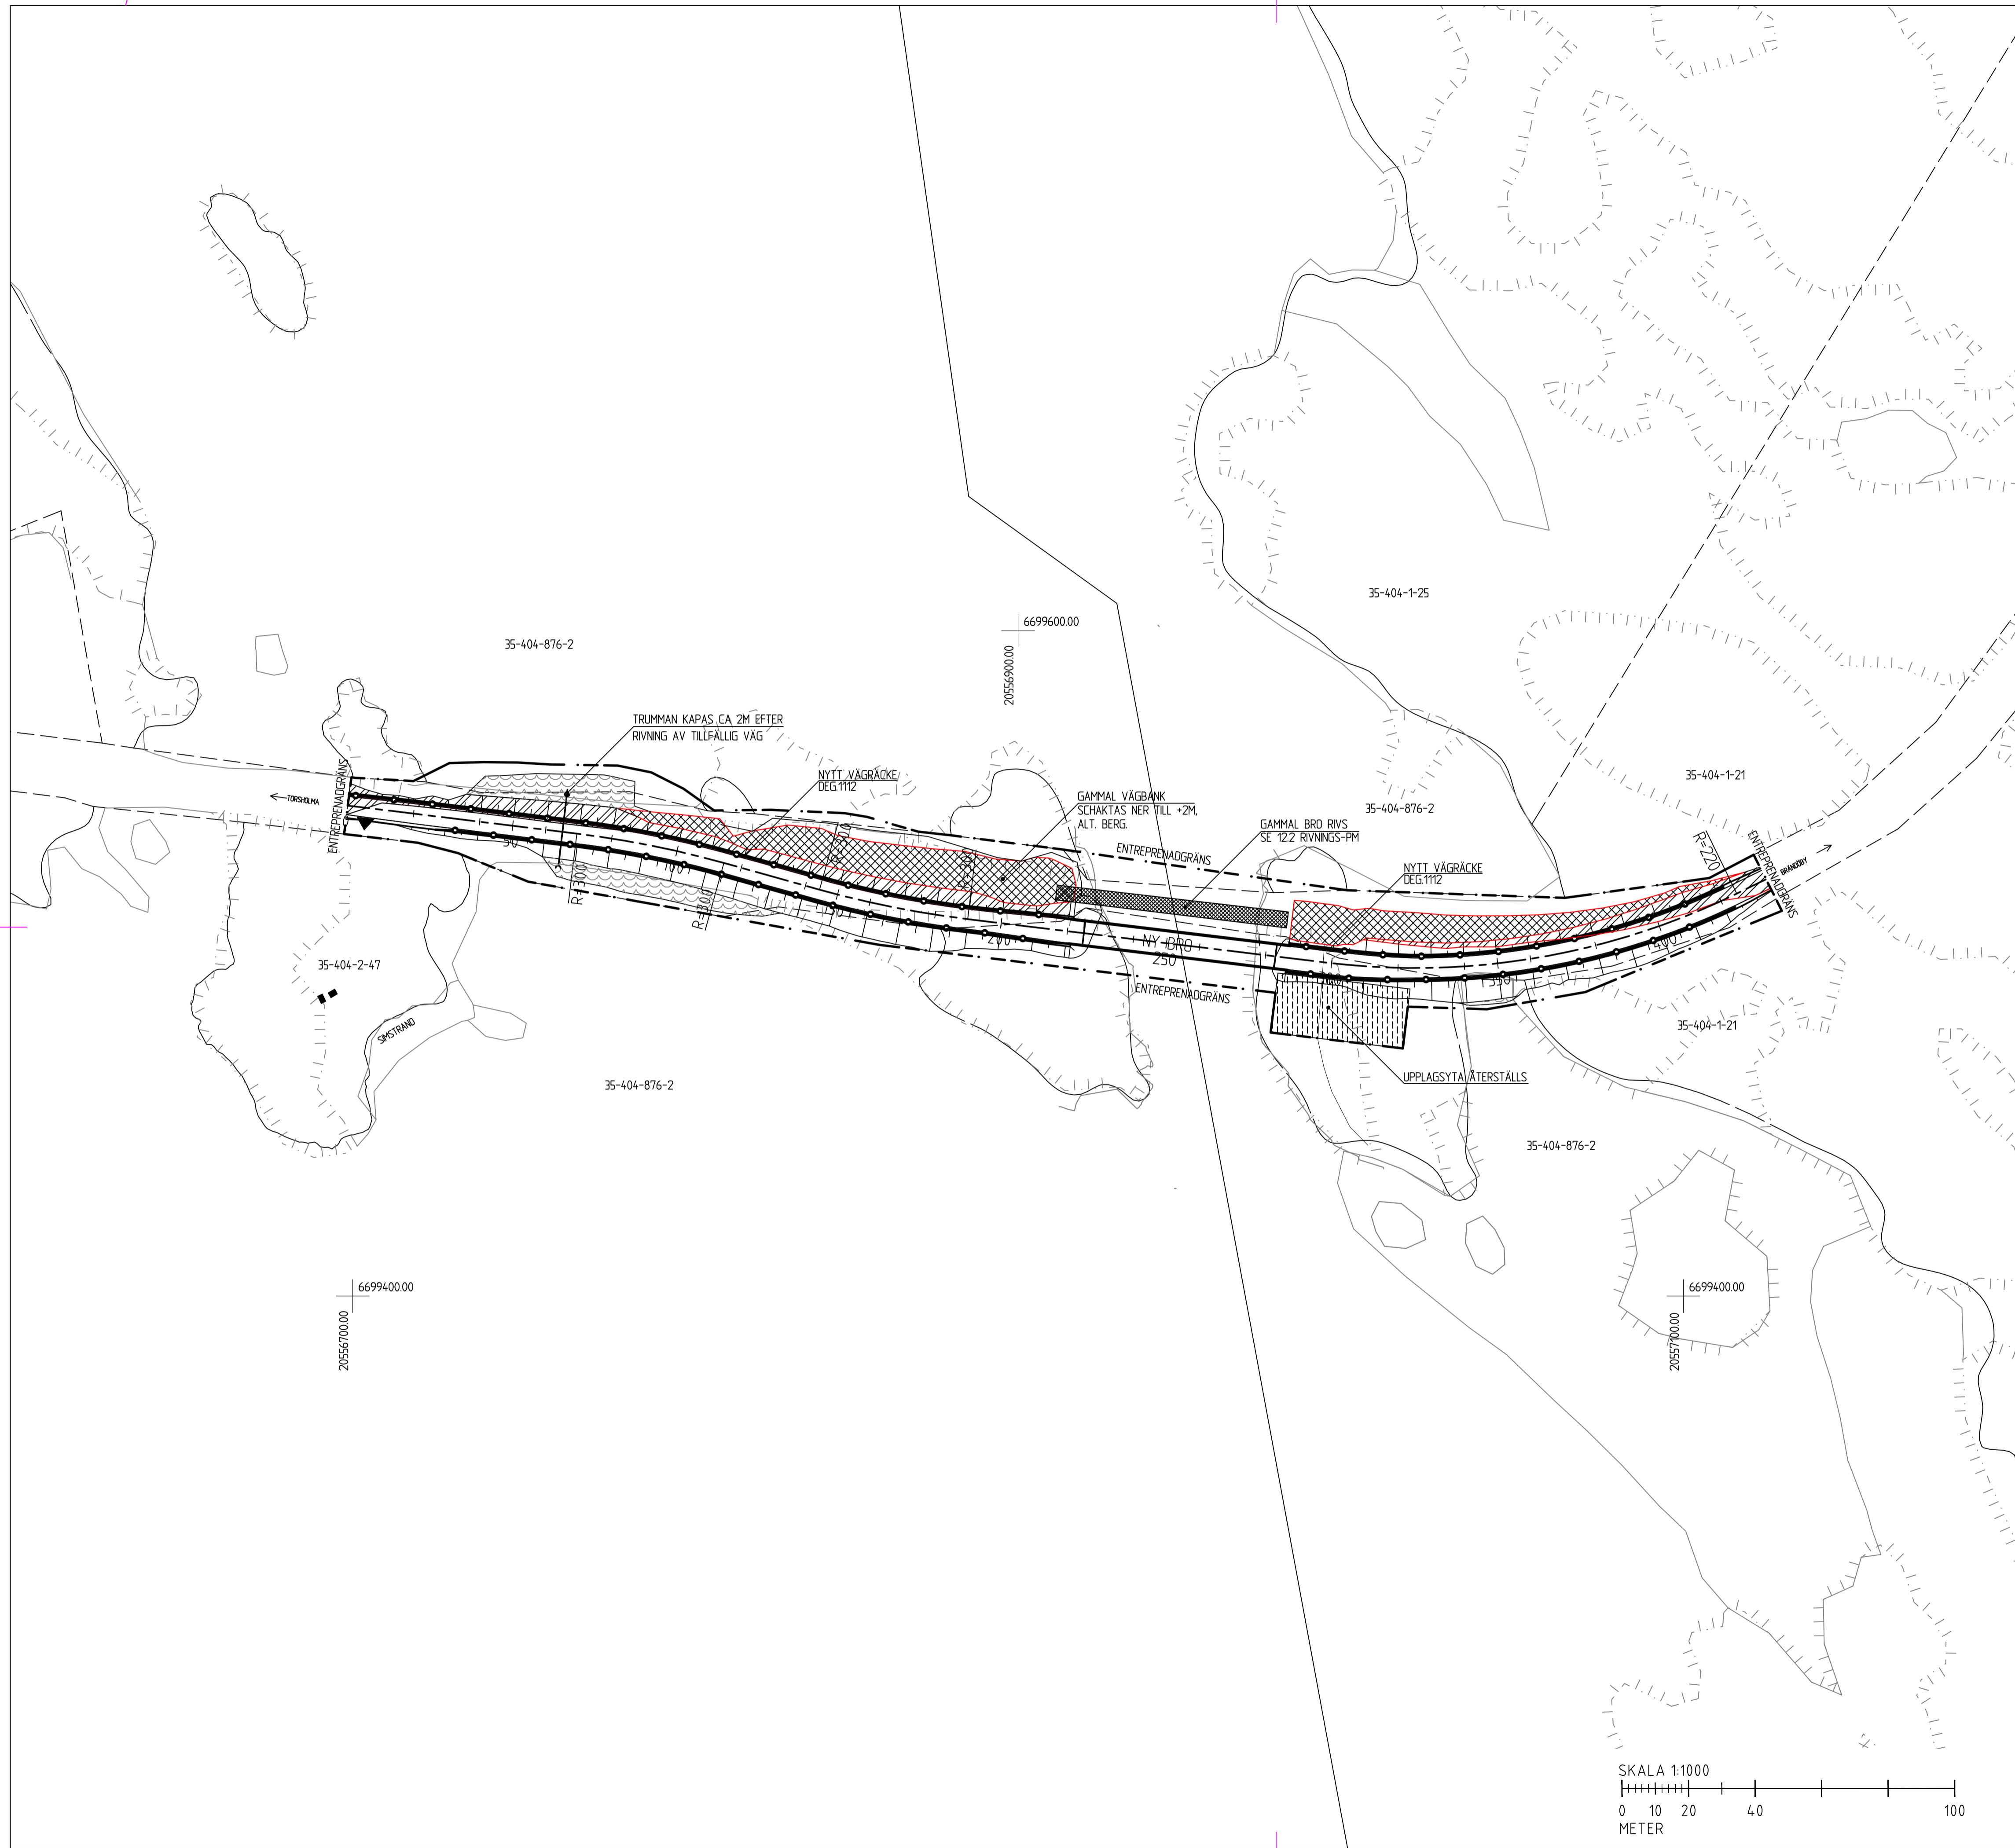 35-404-1-25
6699600.00
20556900.00
35-404-876-2
TRUMMAN KAPAS CA 2M EFTER
RIVNING AV TILLFÄLLIG VÄG
NYTT VÄGRÄCKE
DEG.1112
GAMMAL VÄGBANK
SCHAKTAS NER TILL +2M,
ALT. BERG.
GAMMAL BRO RIVS
SE 12.2 RIVNINGS-PM
35-404-1-21
35-404-876-2
ENTREPRENADGRÄNS
TORSHOLMA
ENTREPRENADGRÄNS
NYTT VÄGRÄCKE
DEG.1112
R=220
ENTREPRENADGRÄNS
BRÄNDÖBY
50
R=1300
100
R=300
200
NY BRO
250
350
400
ENTREPRENADGRÄNS
35-404-2-47
SIMSTRAND
35-404-876-2
UPPLAGSYTA ÅTERSTÄLLS
35-404-1-21
35-404-876-2
6699400.00
20556700.00
6699400.00
20557100.00
SKALA 1:1000
0 10 20 40 100
METER